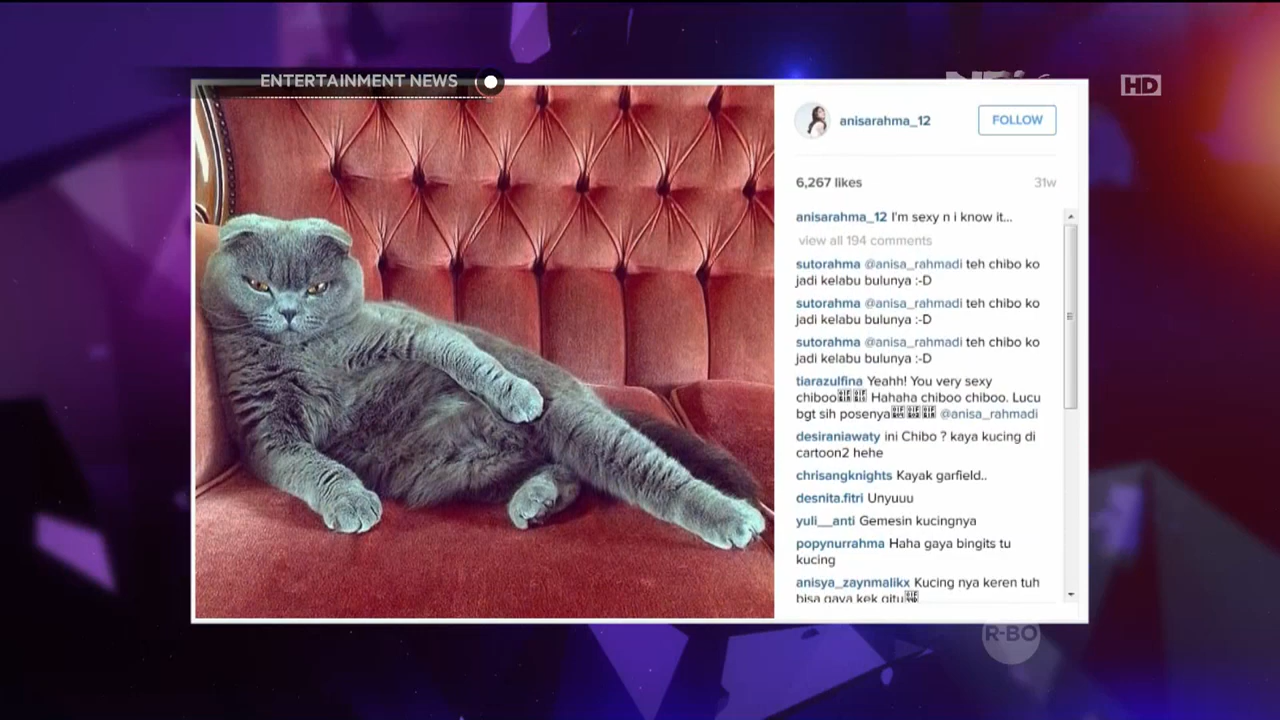 ENTERTAINMENT NEWS
HD
anisarahma_12
FOLLOW
6,267 likes
31w
anisarahma_12 I'm sexy n i know it...
view all 194 comments
sutorahma @anisa_rahmadi teh chibo ko
jadi kelabu bulunya :-D
sutorahma @anisa_rahmadi teh chibo ko
jadi kelabu bulunya :-D
sutorahma @anisa_rahmadi teh chibo ko
jadi kelabu bulunya :-D
tiarazulfina Yeahh! You very sexy
chiboo Hahaha chiboo chiboo. Lucu
bgt sih posenya @anisa_rahmadi
desiraniawaty ini Chibo ? kaya kucing di
cartoon2 hehe
chrisangknights Kayak garfield..
desnita.fitri Unyuuu
yuli__anti Gemesin kucingnya
popynurrahma Haha gaya bingits tu
kucing
anisya_zaynmalikx Kucing nya keren tuh
bisa gaya kek gitu
R-BO